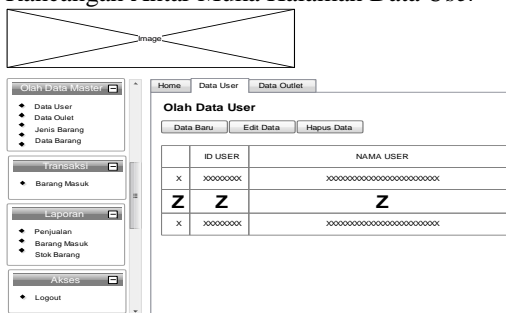 Rancangan Antar Muka Halaman Data User
Image
Olah Data Master
Data User
Data Oulet
Jenis Barang
Data Barang
Transaksi
Barang Masuk
Laporan
Penjualan
Barang Masuk
Stok Barang
Akses
Logout
Home Data User Data Outlet
Olah Data User
Data Baru Edit Data Hapus Data
ID USER NAMA USER
X XXXXXXXX XXXXXXXXXXXXXXXXXXXXXXXX
Z Z Z
X XXXXXXXX XXXXXXXXXXXXXXXXXXXXXXXX